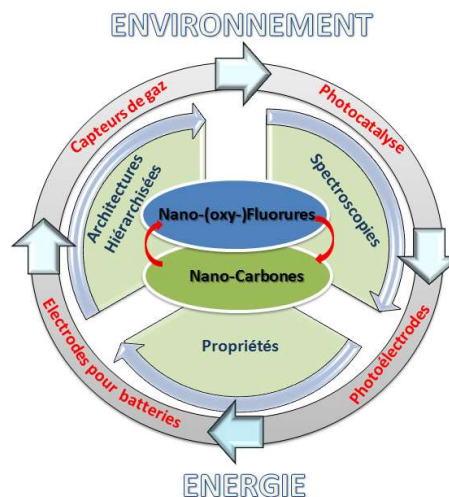 ENVIRONNEMENT
Capteurs de gaz
Photocatalyse
Architectures
Hiérarchisées
Spectroscopies
Nano-(oxy-)Fluorures
Nano-Carbones
Propriétés
Electrodes pour batteries
Photoélectrodes
ENERGIE